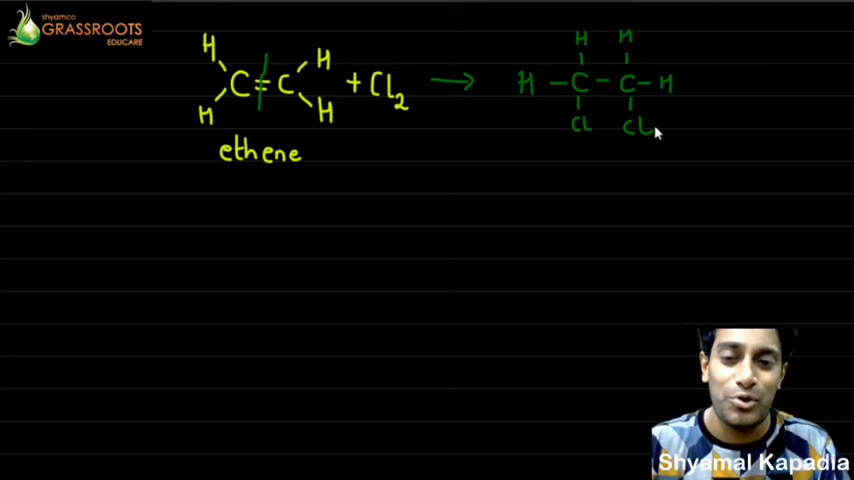 shyamco
GRASSROOTS
EDUCARE
H H H H
C = C + Cl2 → H - C - C - H
H H Cl Cl
ethene
Shyamal Kapadia